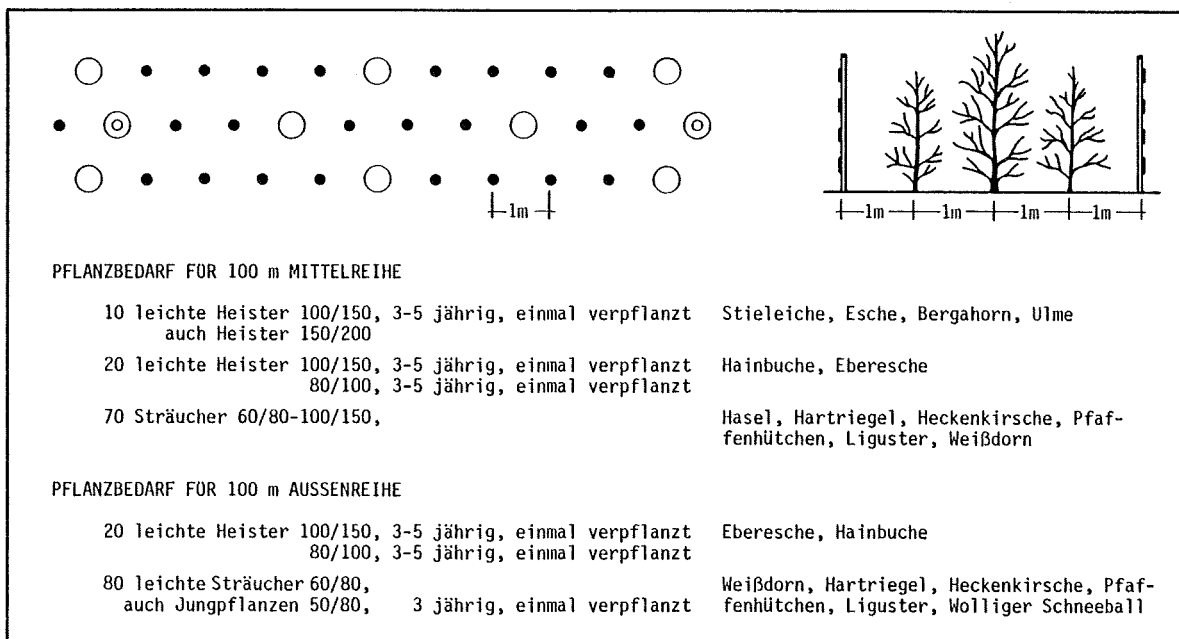 1m
1m 1m 1m 1m
PFLANZBEDARF FÜR 100 m MITTELREIHE
10 leichte Heister 100/150, 3-5 jährig, einmal verpflanzt Stieleiche, Esche, Bergahorn, Ulme
auch Heister 150/200
20 leichte Heister 100/150, 3-5 jährig, einmal verpflanzt Hainbuche, Eberesche
80/100, 3-5 jährig, einmal verpflanzt
70 Sträucher 60/80-100/150, Hasel, Hartriegel, Heckenkirsche, Pfaf-
fenhütchen, Liguster, Weißdorn
PFLANZBEDARF FÜR 100 m AUSSENREIHE
20 leichte Heister 100/150, 3-5 jährig, einmal verpflanzt Eberesche, Hainbuche
80/100, 3-5 jährig, einmal verpflanzt
80 leichte Sträucher 60/80, Weißdorn, Hartriegel, Heckenkirsche, Pfaf-
auch Jungpflanzen 50/80, 3 jährig, einmal verpflanzt fenhütchen, Liguster, Wolliger Schneeball